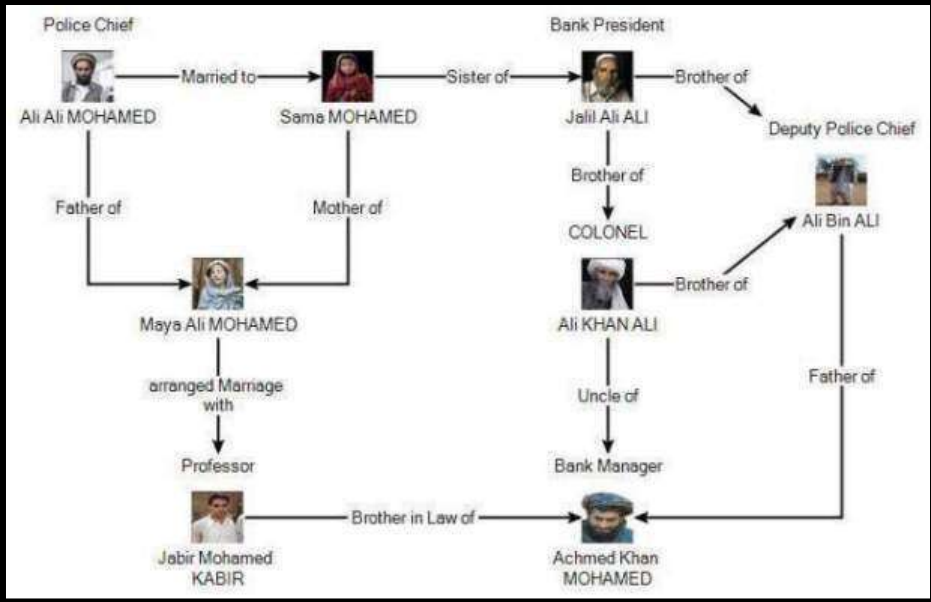 Police Chief
Bank President
Married to
Sister of
Brother of
Ali Ali MOHAMED
Sama MOHAMED
Jalil Ali ALI
Deputy Police Chief
Brother of
Father of
Mother of
Ali Bin ALI
COLONEL
Brother of
Maya Ali MOHAMED
Ali KHAN ALI
arranged Marriage
with
Father of
Uncle of
Professor
Bank Manager
Brother in Law of
Jabir Mohamed
KABIR
Achmed Khan
MOHAMED